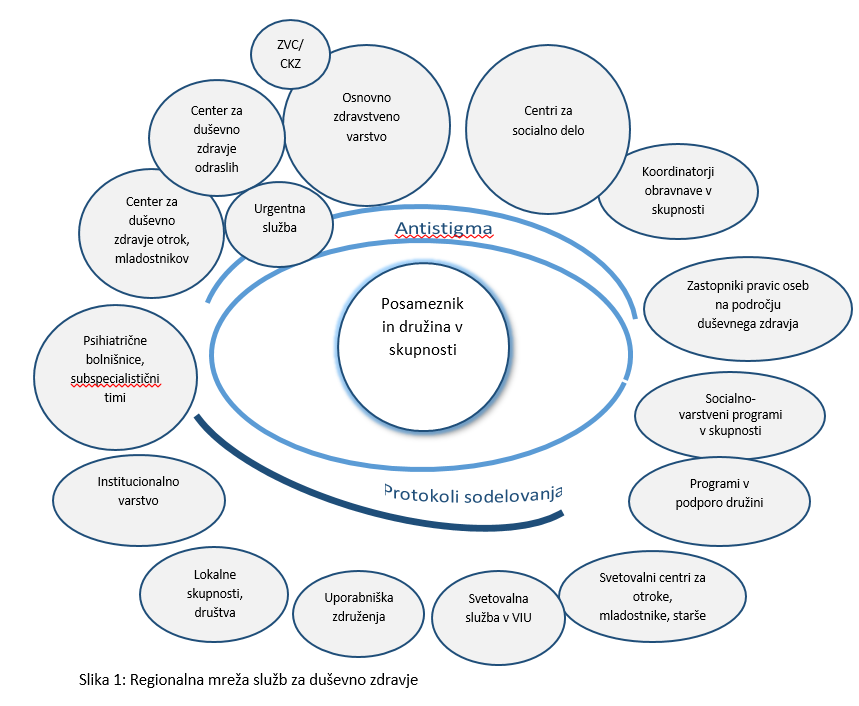 ZVC/
CKZ
Osnovno
zdravstveno
varstvo
Centri za
socialno delo
Center za
duševno
zdravje
odraslih
Koordinatorji
obravnave v
skupnosti
Center za
duševno
zdravje otrok,
mladostnikov
Urgentna
služba
Antistigma
Zastopniki pravic oseb
na področju
duševnega zdravja
Posameznik
in družina v
skupnosti
Psihiatrične
bolnišnice,
subspecialistični
timi
Socialno-
varstveni programi
v skupnosti
Institucionalno
varstvo
Protokoli sodelovanja
Programi v
podporo družini
Lokalne
skupnosti,
društva
Uporabniška
združenja
Svetovalna
služba v VIU
Svetovalni centri za
otroke,
mladostnike, starše
Slika 1: Regionalna mreža služb za duševno zdravje